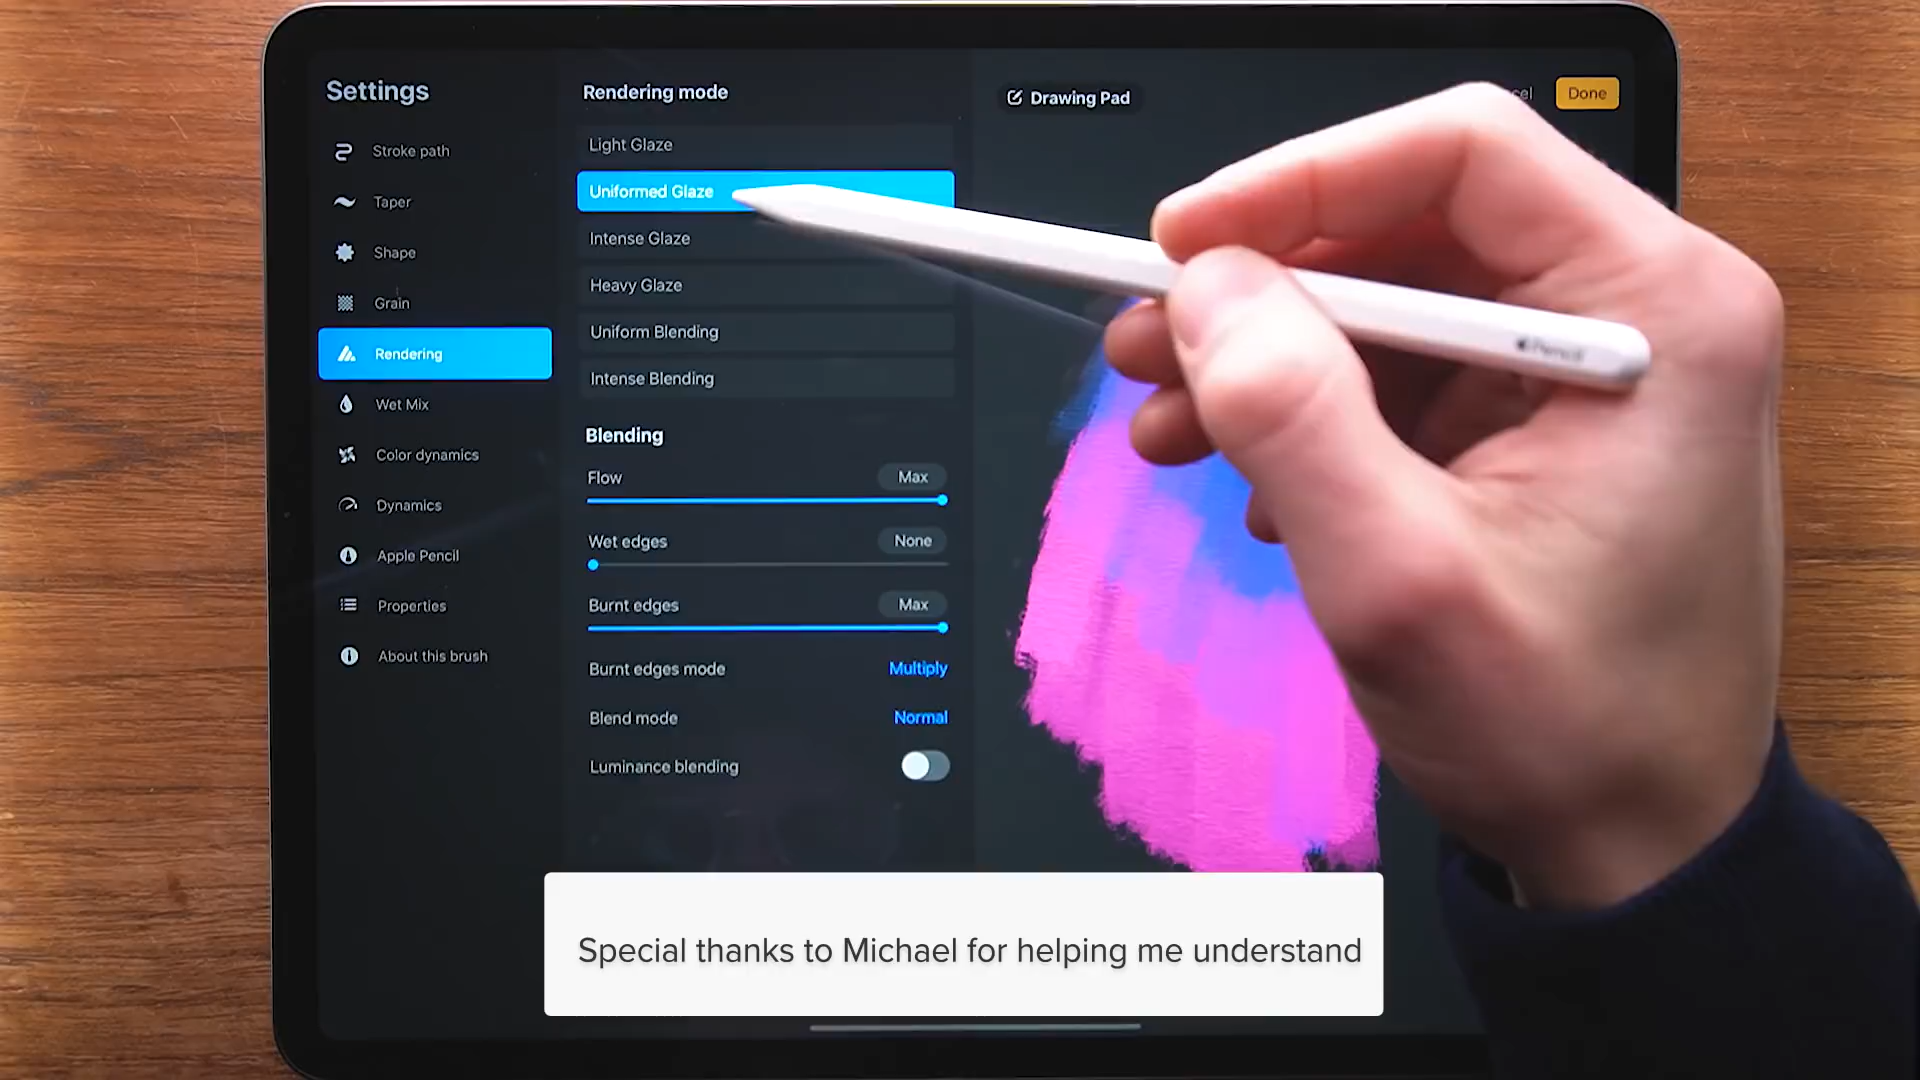 Settings
Stroke path
Taper
Shape
Grain
Rendering
Wet Mix
Color dynamics
Dynamics
Apple Pencil
Properties
About this brush
Rendering mode
Light Glaze
Uniformed Glaze
Intense Glaze
Heavy Glaze
Uniform Blending
Intense Blending
Blending
Flow Max
Wet edges None
Burnt edges Max
Burnt edges mode Multiply
Blend mode Normal
Luminance blending
Drawing Pad
Done
Pencil
Special thanks to Michael for helping me understand